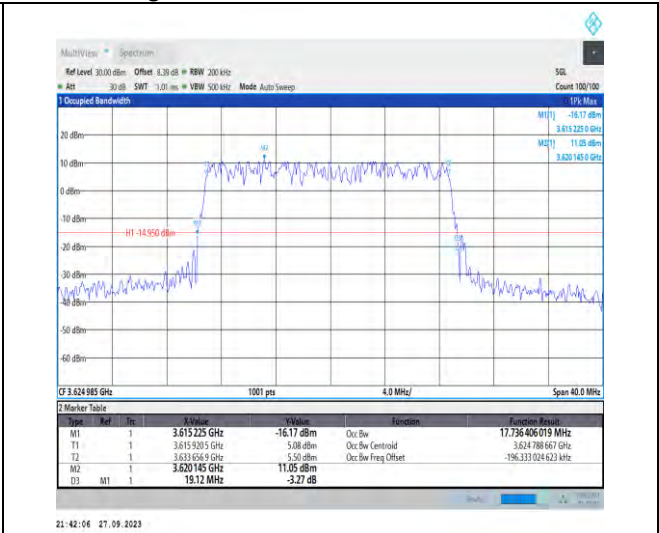 MultiView Spectrum
Ref Level 30.00 dBm Offset 8.39 dB RBW 200 kHz SGL
Att 30 dB SWT 1.01 ms VBW 500 kHz Mode Auto Sweep Count 100/100
1 Occupied Bandwidth 1Pk Max
M1[1] -16.17 dBm
3.615 225 0 GHz
M2[1] 11.05 dBm
3.620 145 0 GHz
20 dBm
M2
10 dBm
0 dBm
-10 dBm
H1 -14.950 dBm
-20 dBm
-30 dBm
-40 dBm
-50 dBm
-60 dBm
CF 3.624 985 GHz 1001 pts 4.0 MHz/ Span 40.0 MHz
2 Marker Table
Type Ref Trc X-Value Y-Value Function Function Result
M1 1 3.615 225 GHz -16.17 dBm Occ Bw 17.736 406 019 MHz
T1 1 3.615 920 5 GHz 5.08 dBm Occ Bw Centroid 3.624 788 667 GHz
T2 1 3.633 656 9 GHz 5.50 dBm Occ Bw Freq Offset -196.333 024 623 kHz
M2 1 3.620 145 GHz 11.05 dBm
D3 M1 1 19.12 MHz -3.27 dB
21:42:06 27.09.2023